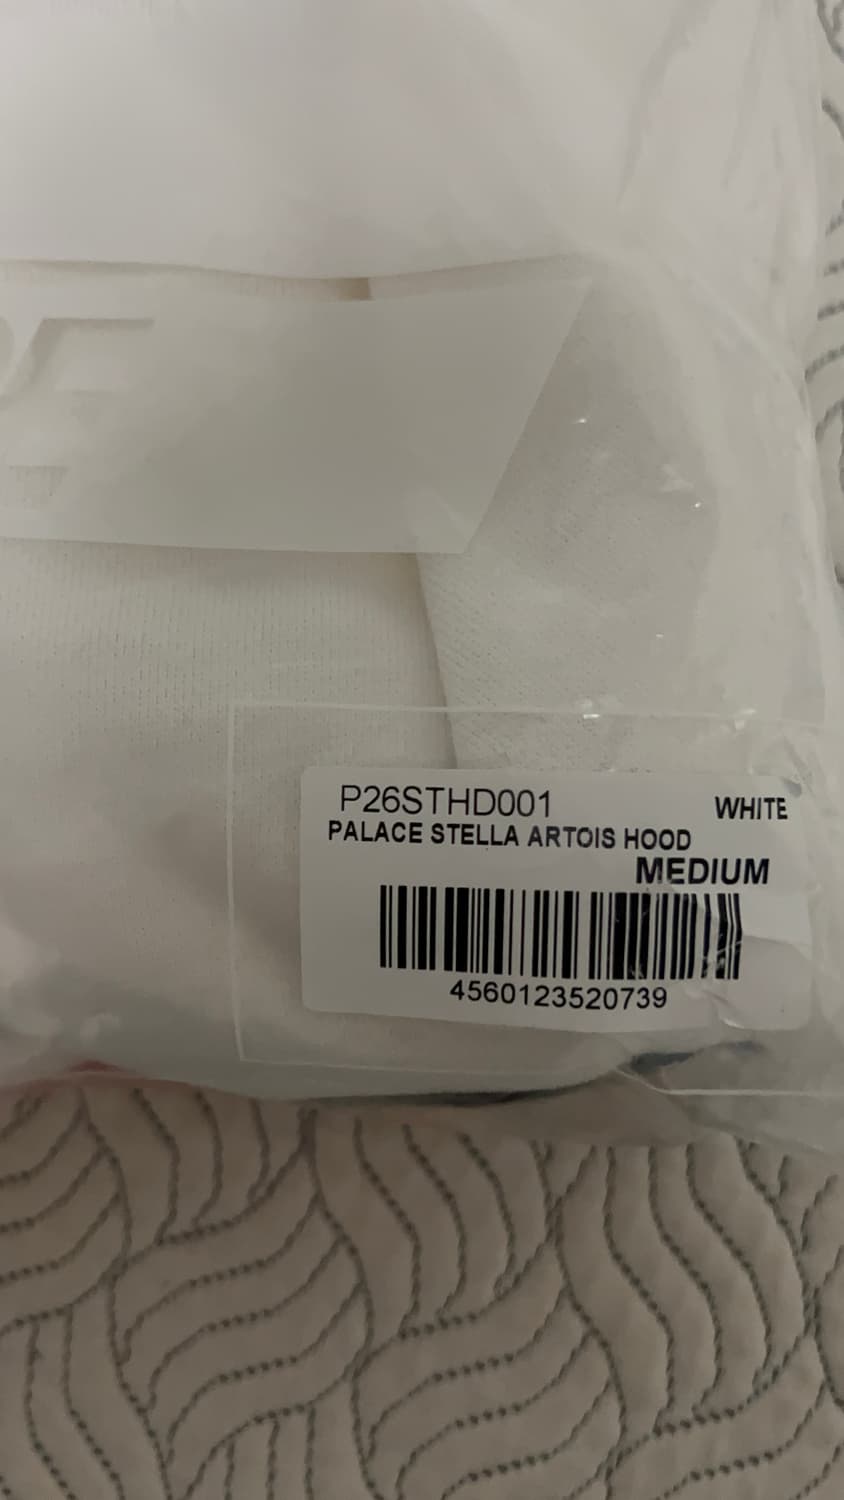 P26STHD001 WHITE
PALACE STELLA ARTOIS HOOD
MEDIUM
4560123520739